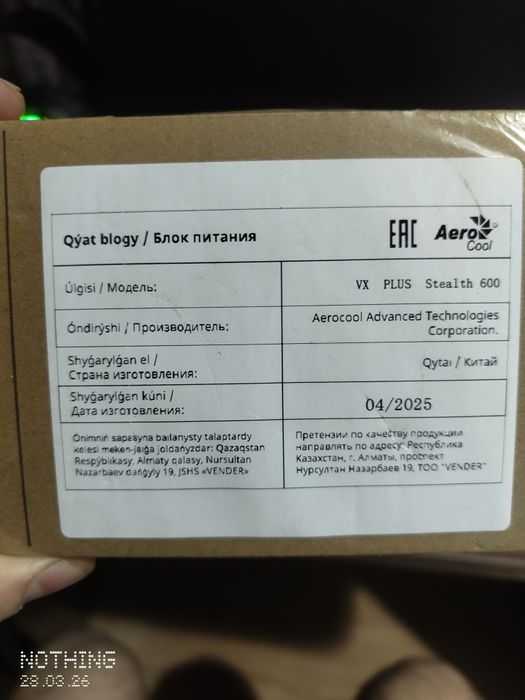 Qýat blogy / Блок питания
EAC
Aero
Cool
Úlgisi / Модель:
VX PLUS Stealth 600
Óndirýshi / Производитель:
Aerocool Advanced Technologies
Corporation.
Shyǵarylǵan el /
Страна изготовления:
Qytaı / Китай
Shyǵarylǵan kúni /
Дата изготовления:
04/2025
Ónimniń sapasyna baılanysty talaptardy
kelesi meken-jaıǵa joldańyzdar: Qazaqstan
Respýblıkasy, Almaty qalasy, Nursultan
Nazarbaev dańǵyly 19, JSHS «VENDER»
Претензии по качеству продукции
направлять по адресу: Республика
Казахстан, г. Алматы, проспект
Нурсултан Назарбаев 19, ТОО "VENDER"
NOTHING
28.03.26